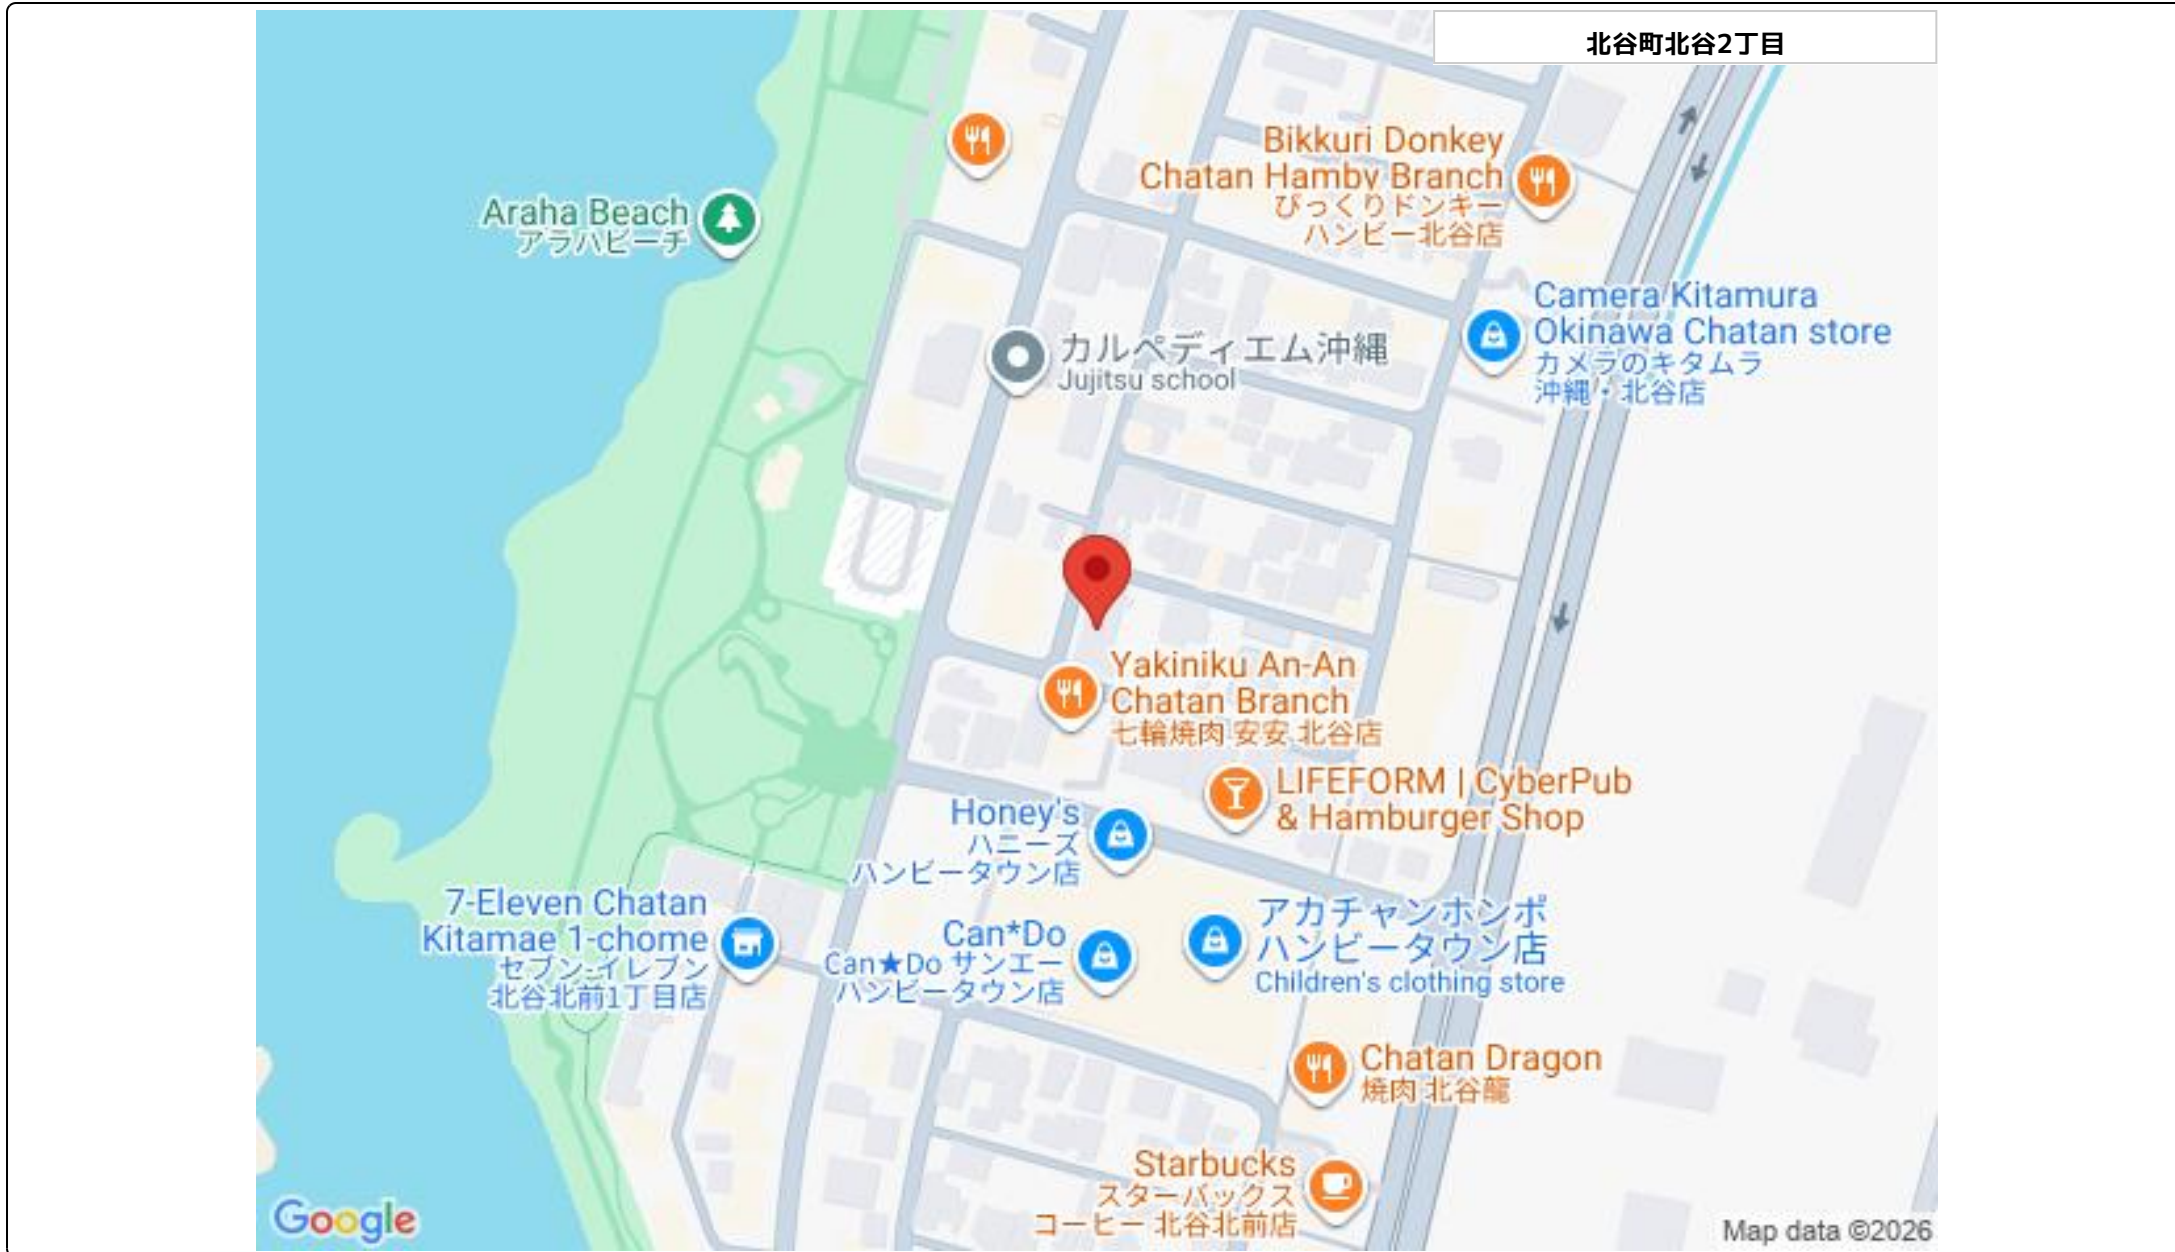 北谷町北谷2丁目
Bikkuri Donkey
Chatan Hamby Branch
びっくりドンキー
ハンビー北谷店
Araha Beach
アラハビーチ
Camera Kitamura
Okinawa Chatan store
カメラのキタムラ
沖縄・北谷店
カルペディエム沖縄
Jujitsu school
Yakiniku An-An
Chatan Branch
七輪焼肉 安安 北谷店
LIFEFORM | CyberPub
& Hamburger Shop
Honey's
ハニーズ
ハンビータウン店
7-Eleven Chatan
Kitamae 1-chome
セブン-イレブン
北谷北前1丁目店
Can*Do
Can★Do サンエー
ハンビータウン店
アカチャンホンポ
ハンビータウン店
Children's clothing store
Chatan Dragon
焼肉 北谷龍
Starbucks
スターバックス
コーヒー 北谷北前店
Google
Map data ©2026